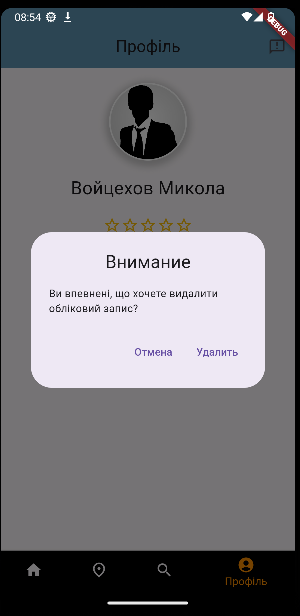 08:54
DEBUG
Профіль
Войцехов Микола
Внимание
Ви впевнені, що хочете видалити
обліковий запис?
Отмена Удалить
Профіль